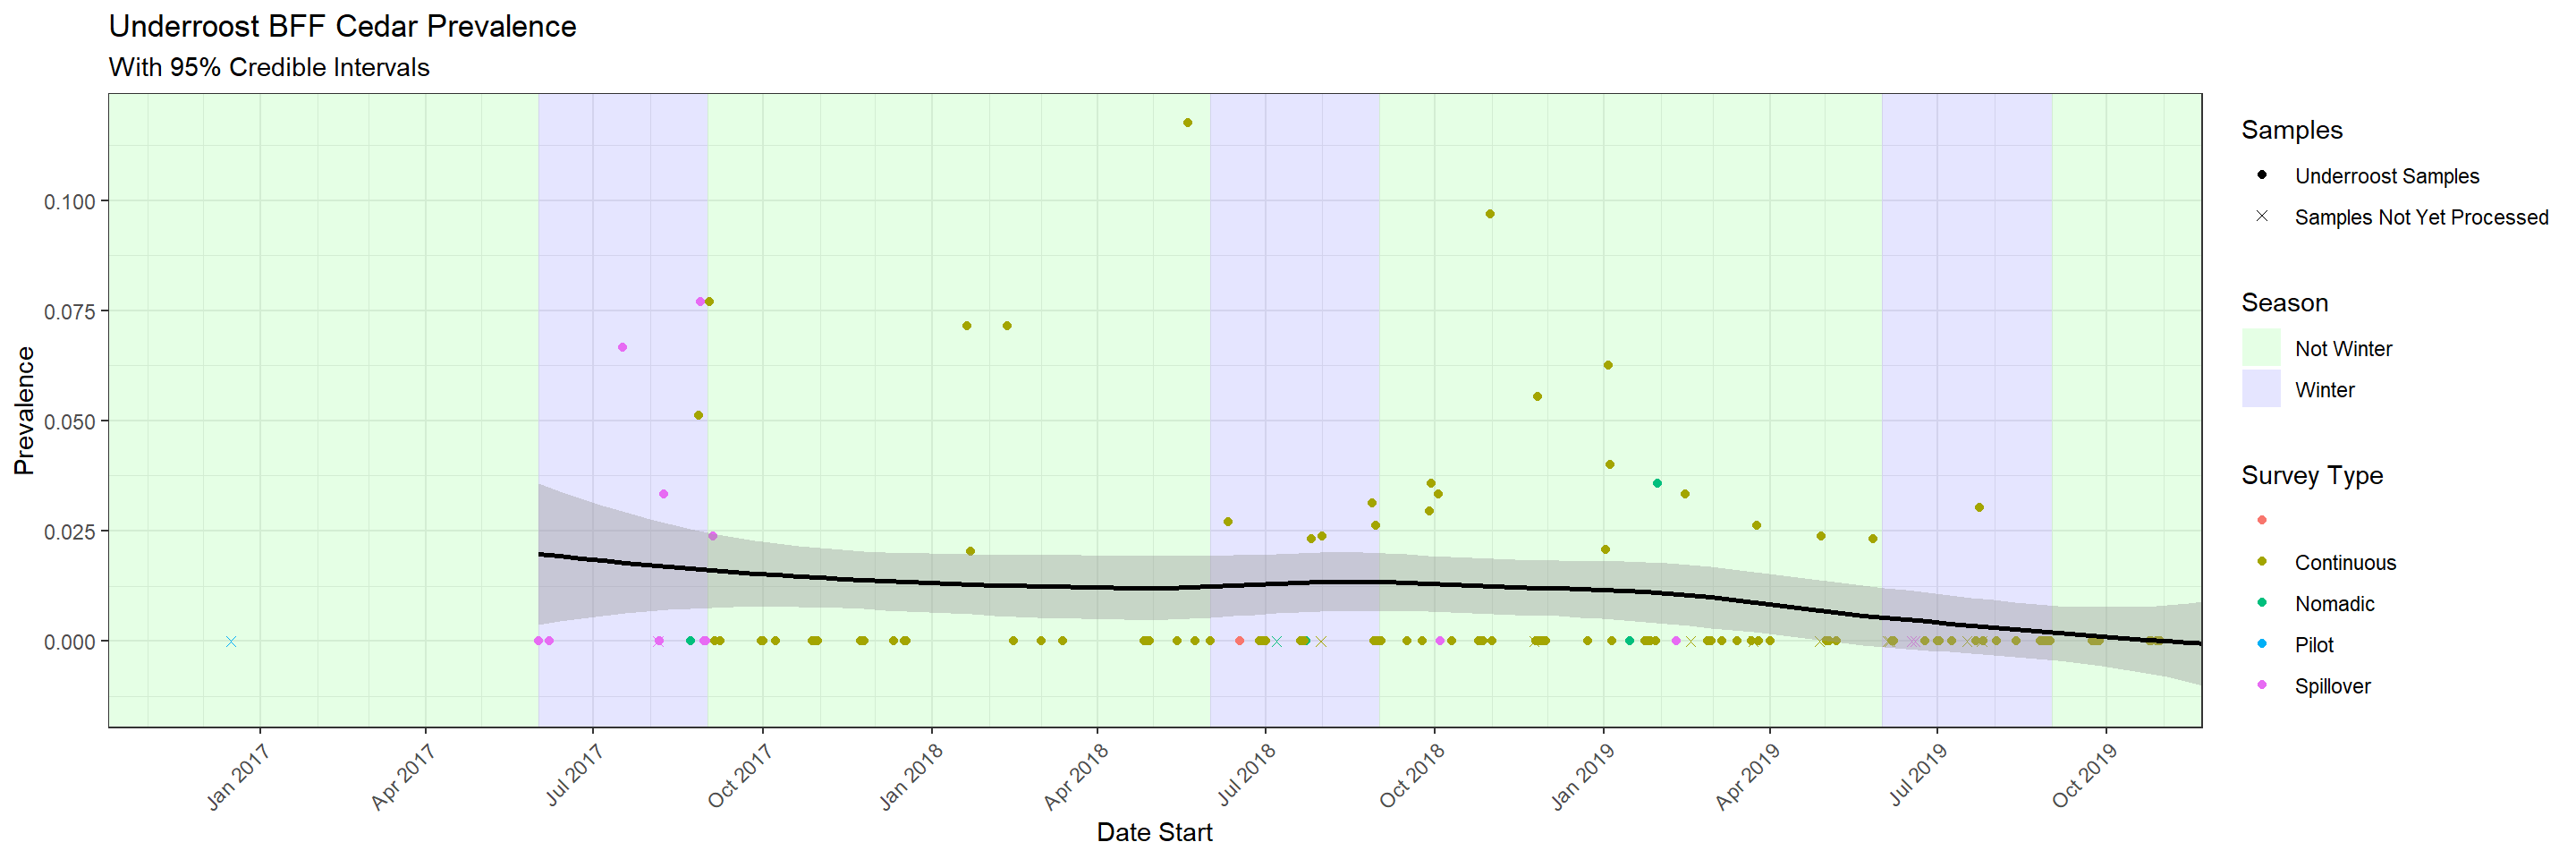 Underroost BFF Cedar Prevalence
With 95% Credible Intervals
Prevalence
0.100
0.075
0.050
0.025
0.000
Jan 2017
Apr 2017
Jul 2017
Oct 2017
Jan 2018
Apr 2018
Jul 2018
Oct 2018
Jan 2019
Apr 2019
Jul 2019
Oct 2019
Date Start
Samples
Underroost Samples
Samples Not Yet Processed
Season
Not Winter
Winter
Survey Type
Continuous
Nomadic
Pilot
Spillover